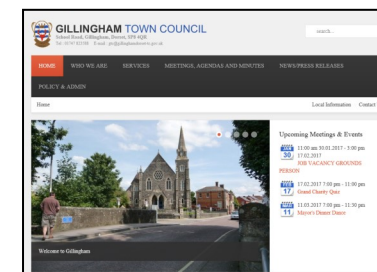 GILLINGHAM TOWN COUNCIL
School Road, Gillingham, Dorset, SP8 4QR
search...
HOME WHO WE ARE SERVICES MEETINGS, AGENDAS AND MINUTES NEWS/PRESS RELEASES
POLICY & ADMIN
Home Local Information Contact
Upcoming Meetings & Events
30 11:00 am 30.01.2017 - 3:00 pm
17.02.2017
JOB VACANCY GROUNDS
PERSON
FEB 17 17.02.2017 7:00 pm - 11:00 pm
Grand Charity Quiz
MAR 11 11.03.2017 7:00 pm - 11:30 pm
Mayor's Dinner Dance
Welcome to Gillingham